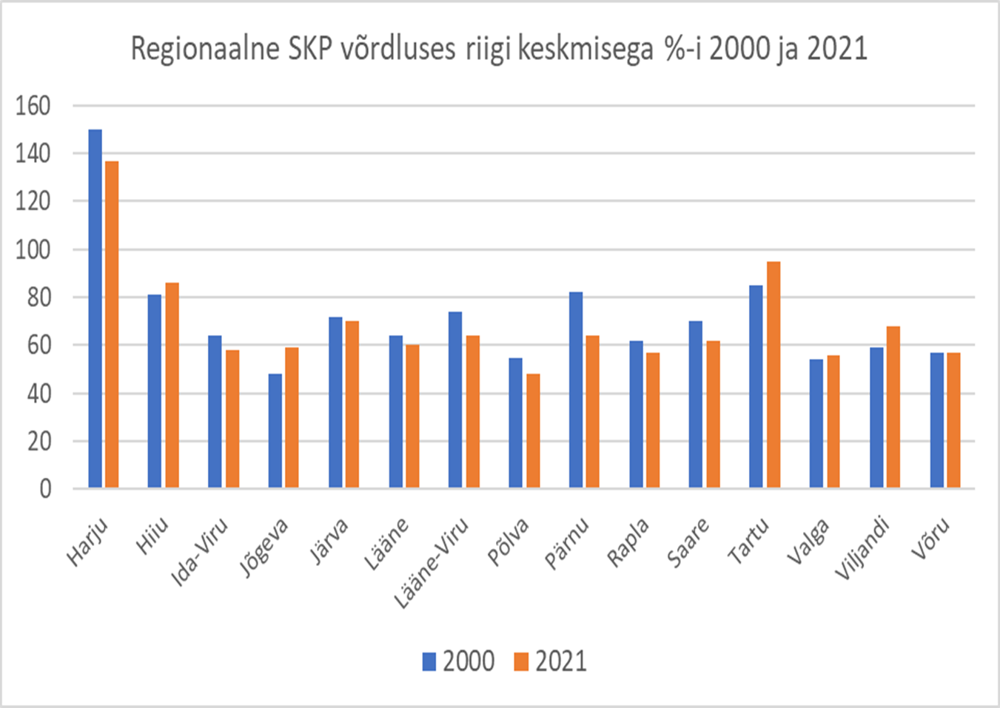 Regionaalne SKP võrdluses riigi keskmisega %-i 2000 ja 2021
160
140
120
100
80
60
40
20
0
Harju
Hiiu
Ida-Viru
Jõgeva
Järva
Lääne
Lääne-Viru
Põlva
Pärnu
Rapla
Saare
Tartu
Valga
Viljandi
Võru
2000 2021